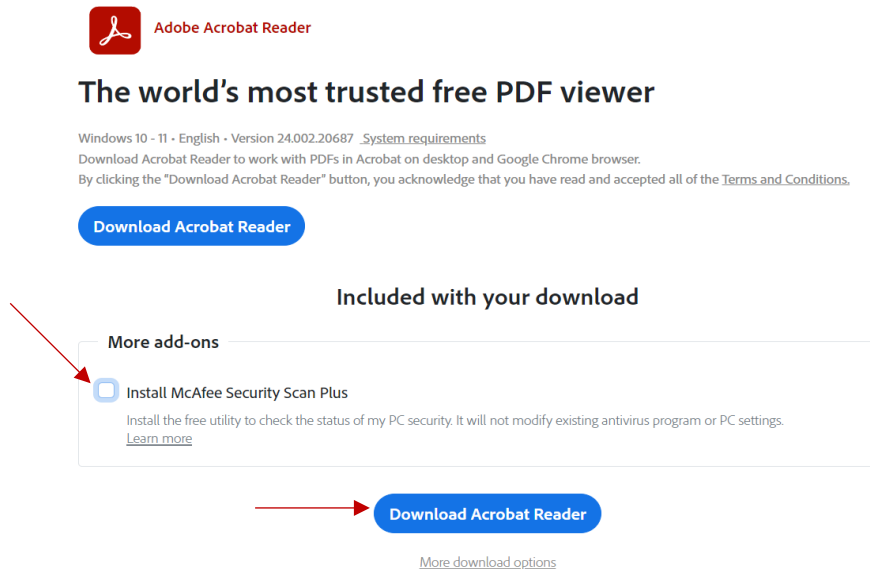 Adobe Acrobat Reader
The world's most trusted free PDF viewer
Windows 10 - 11 • English • Version 24.002.20687 System requirements
Download Acrobat Reader to work with PDFs in Acrobat on desktop and Google Chrome browser.
By clicking the "Download Acrobat Reader" button, you acknowledge that you have read and accepted all of the Terms and Conditions.
Download Acrobat Reader
Included with your download
More add-ons
Install McAfee Security Scan Plus
Install the free utility to check the status of my PC security. It will not modify existing antivirus program or PC settings.
Learn more
Download Acrobat Reader
More download options